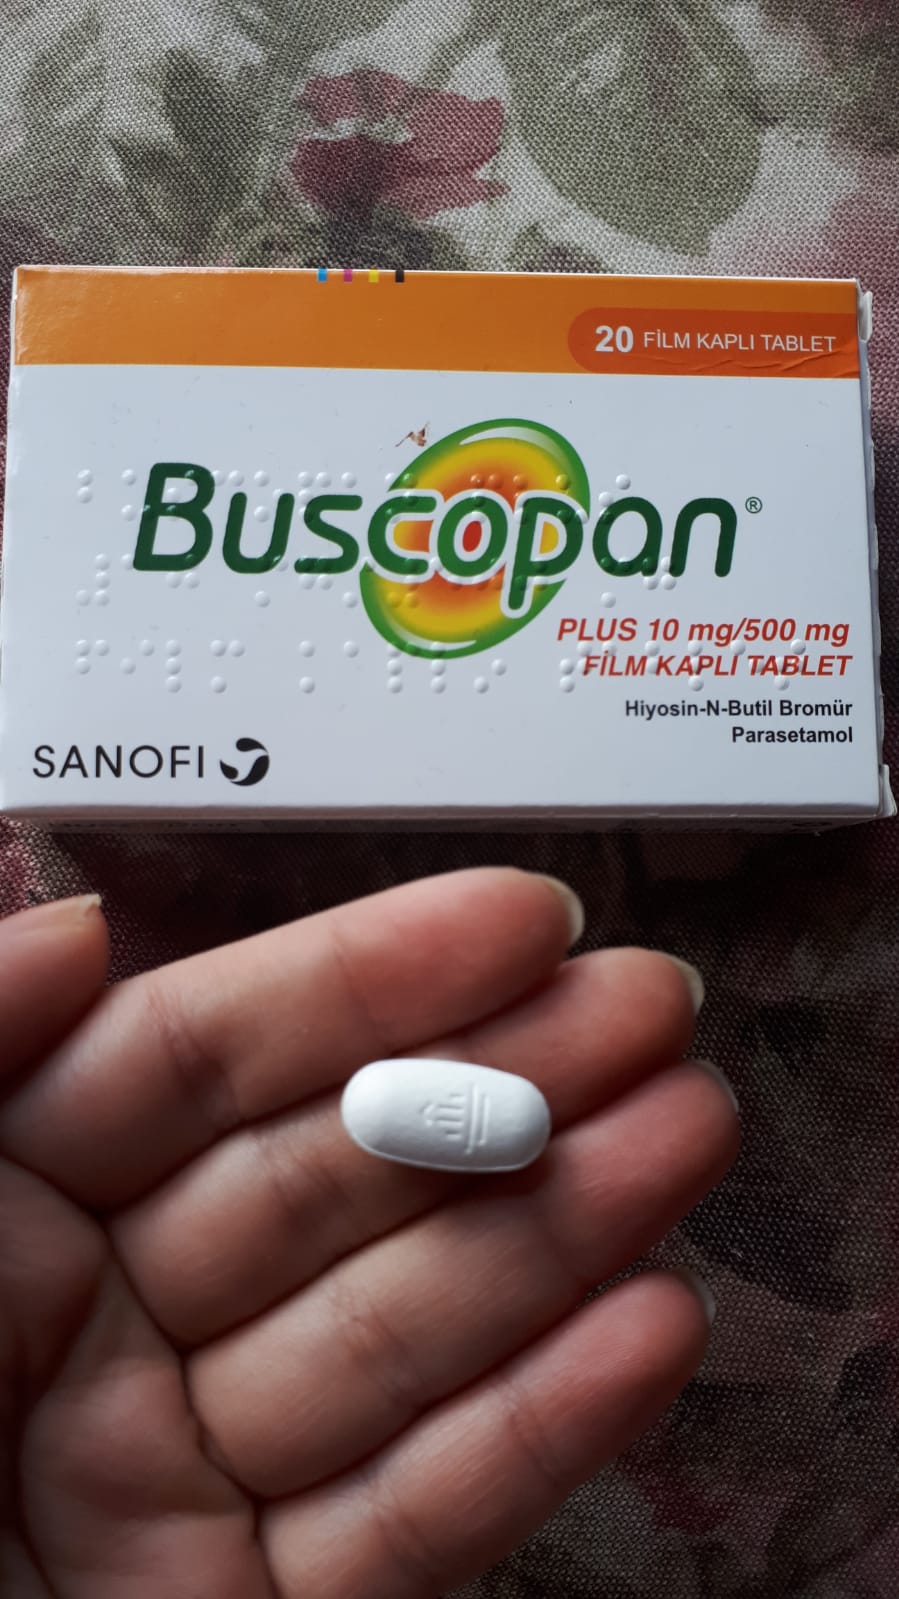 20 FİLM KAPLI TABLET
Buscopan®
PLUS 10 mg/500 mg
FİLM KAPLI TABLET
Hiyosin-N-Butil Bromür
Parasetamol
SANOFI